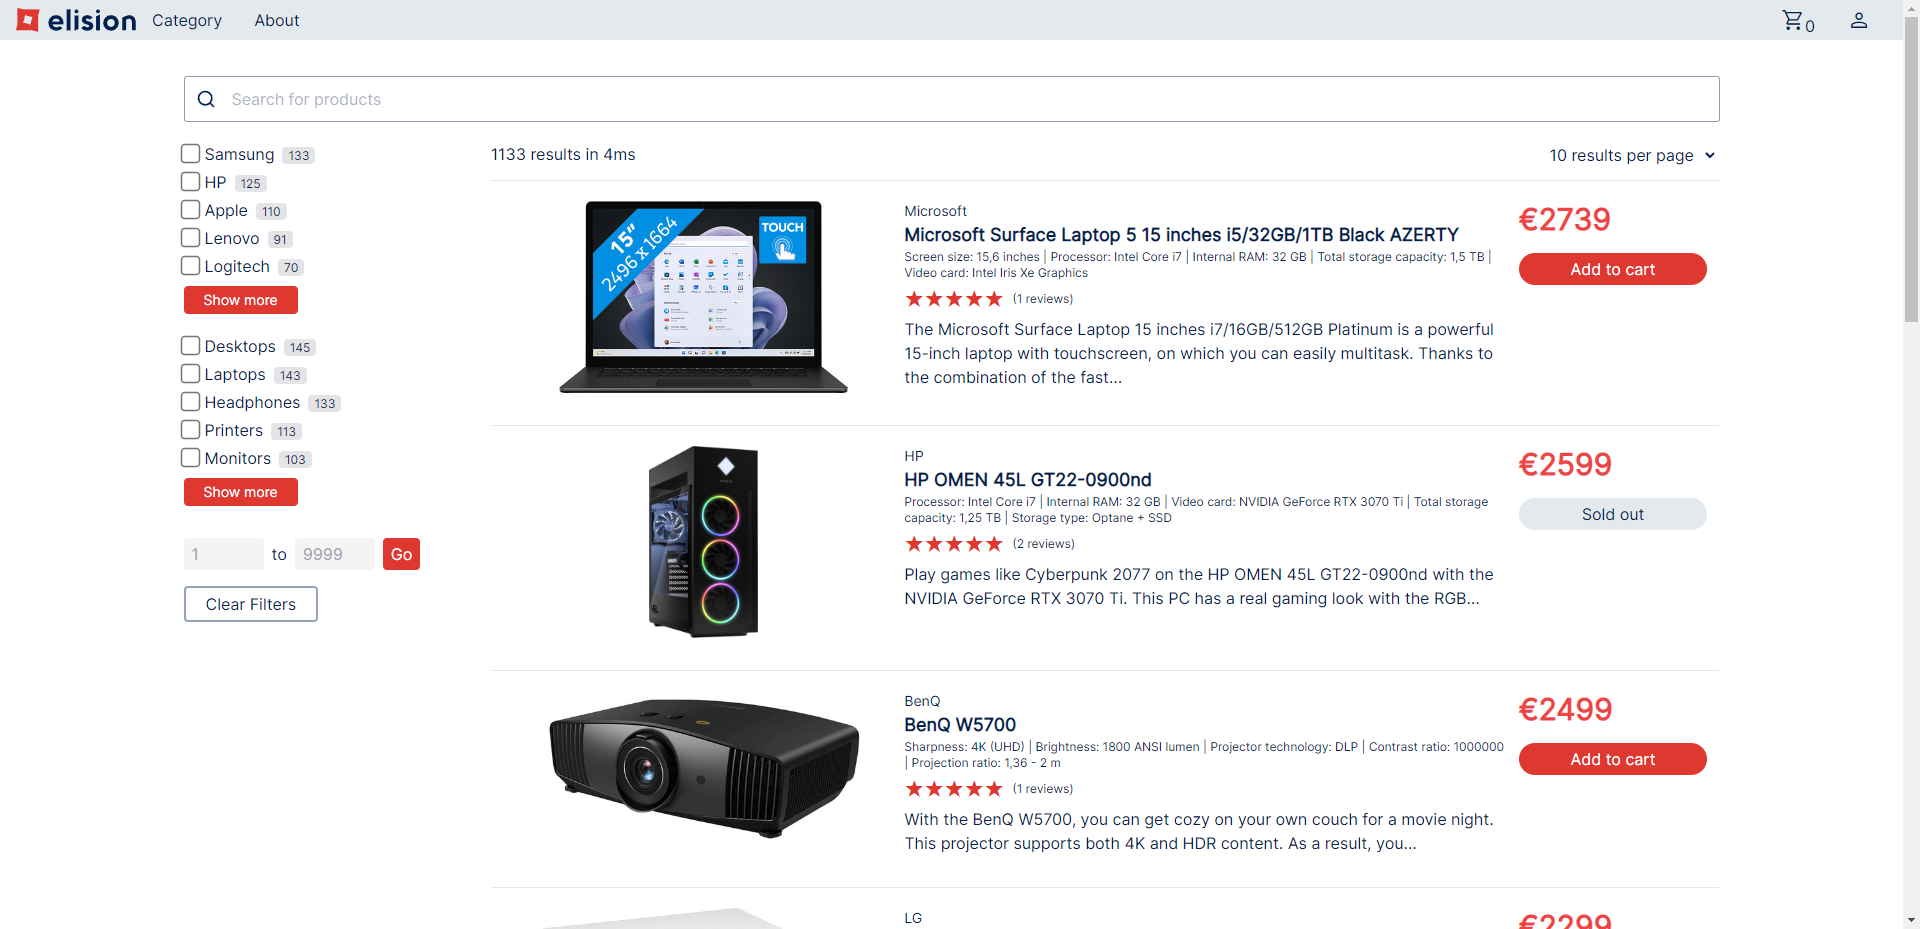 elision Category About 0
Search for products
Samsung 133
HP 125
Apple 110
Lenovo 91
Logitech 70
Show more
Desktops 145
Laptops 143
Headphones 133
Printers 113
Monitors 103
Show more
1 to 9999 Go
Clear Filters
1133 results in 4ms
10 results per page
15”
2496 x 1664
TOUCH
Microsoft
Microsoft Surface Laptop 5 15 inches i5/32GB/1TB Black AZERTY
Screen size: 15,6 inches | Processor: Intel Core i7 | Internal RAM: 32 GB | Total storage capacity: 1,5 TB |
Video card: Intel Iris Xe Graphics
(1 reviews)
The Microsoft Surface Laptop 15 inches i7/16GB/512GB Platinum is a powerful
15-inch laptop with touchscreen, on which you can easily multitask. Thanks to
the combination of the fast...
€2739
Add to cart
HP
HP OMEN 45L GT22-0900nd
Processor: Intel Core i7 | Internal RAM: 32 GB | Video card: NVIDIA GeForce RTX 3070 Ti | Total storage
capacity: 1,25 TB | Storage type: Optane + SSD
(2 reviews)
Play games like Cyberpunk 2077 on the HP OMEN 45L GT22-0900nd with the
NVIDIA GeForce RTX 3070 Ti. This PC has a real gaming look with the RGB...
€2599
Sold out
BenQ
BenQ W5700
Sharpness: 4K (UHD) | Brightness: 1800 ANSI lumen | Projector technology: DLP | Contrast ratio: 1000000
| Projection ratio: 1,36 - 2 m
(1 reviews)
With the BenQ W5700, you can get cozy on your own couch for a movie night.
This projector supports both 4K and HDR content. As a result, you...
€2499
Add to cart
LG
€2299